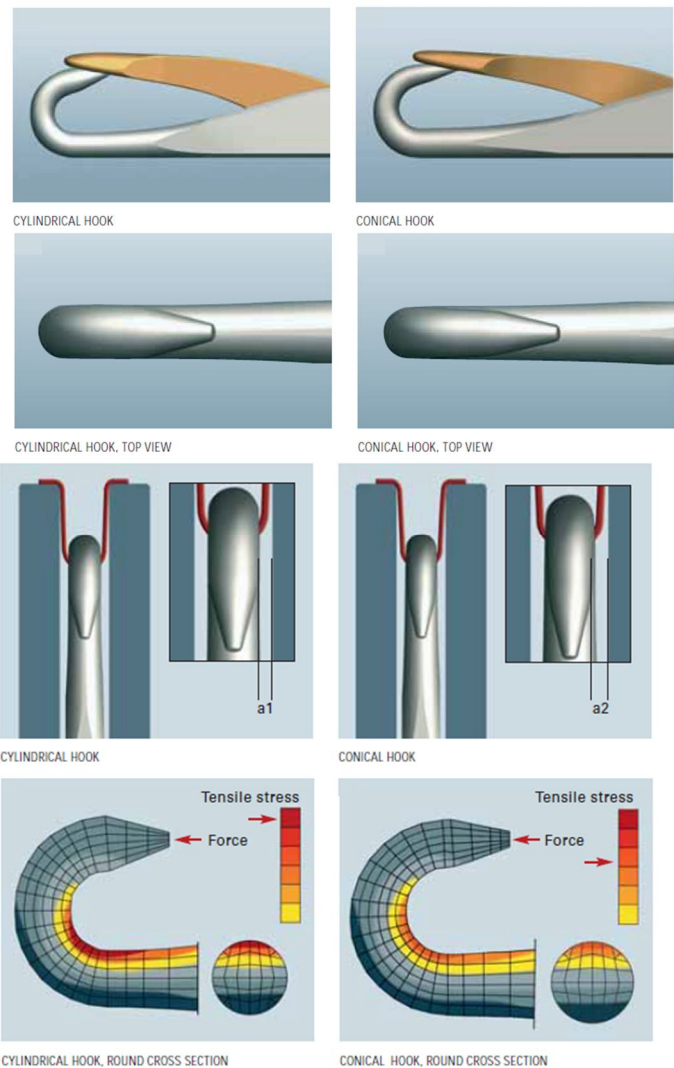 CYLINDRICAL HOOK
CONICAL HOOK
CYLINDRICAL HOOK, TOP VIEW
CONICAL HOOK, TOP VIEW
a1
a2
CYLINDRICAL HOOK
CONICAL HOOK
Tensile stress
Force
Tensile stress
Force
CYLINDRICAL HOOK, ROUND CROSS SECTION
CONICAL HOOK, ROUND CROSS SECTION